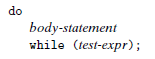 do
body-statement
while (test-expr);